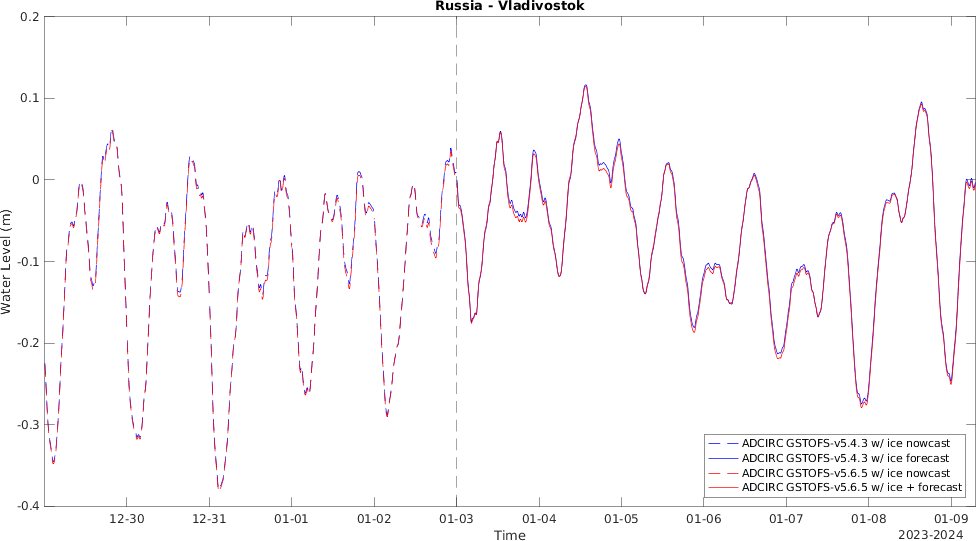 Russia - Vladivostok
0.2
0.1
0
-0.1
-0.2
-0.3
-0.4
Water Level (m)
ADCIRC GSTOFS-v5.4.3 w/ ice nowcast
ADCIRC GSTOFS-v5.4.3 w/ ice forecast
ADCIRC GSTOFS-v5.6.5 w/ ice nowcast
ADCIRC GSTOFS-v5.6.5 w/ ice + forecast
12-30 12-31 01-01 01-02 01-03 01-04 01-05 01-06 01-07 01-08 01-09
Time
2023-2024